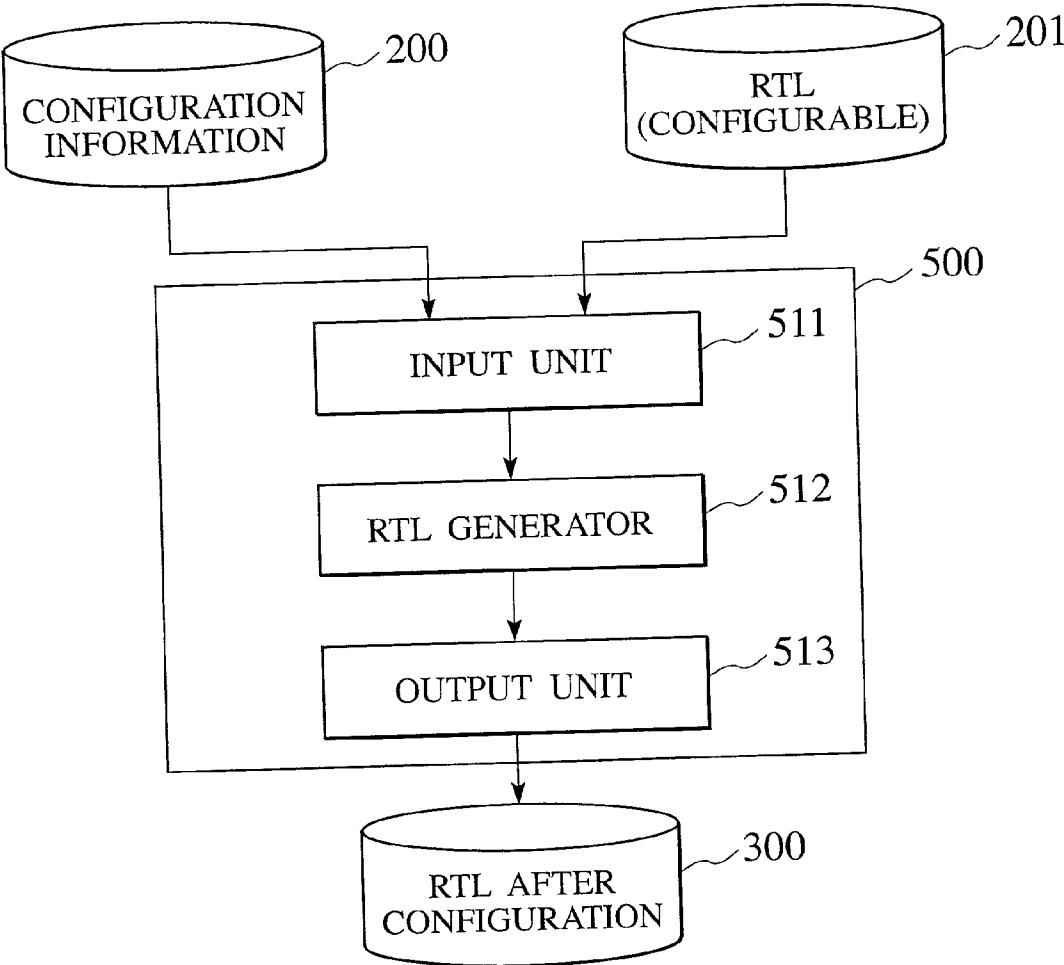 200
CONFIGURATION
INFORMATION
201
RTL
(CONFIGURABLE)
500
511
INPUT UNIT
512
RTL GENERATOR
513
OUTPUT UNIT
300
RTL AFTER
CONFIGURATION